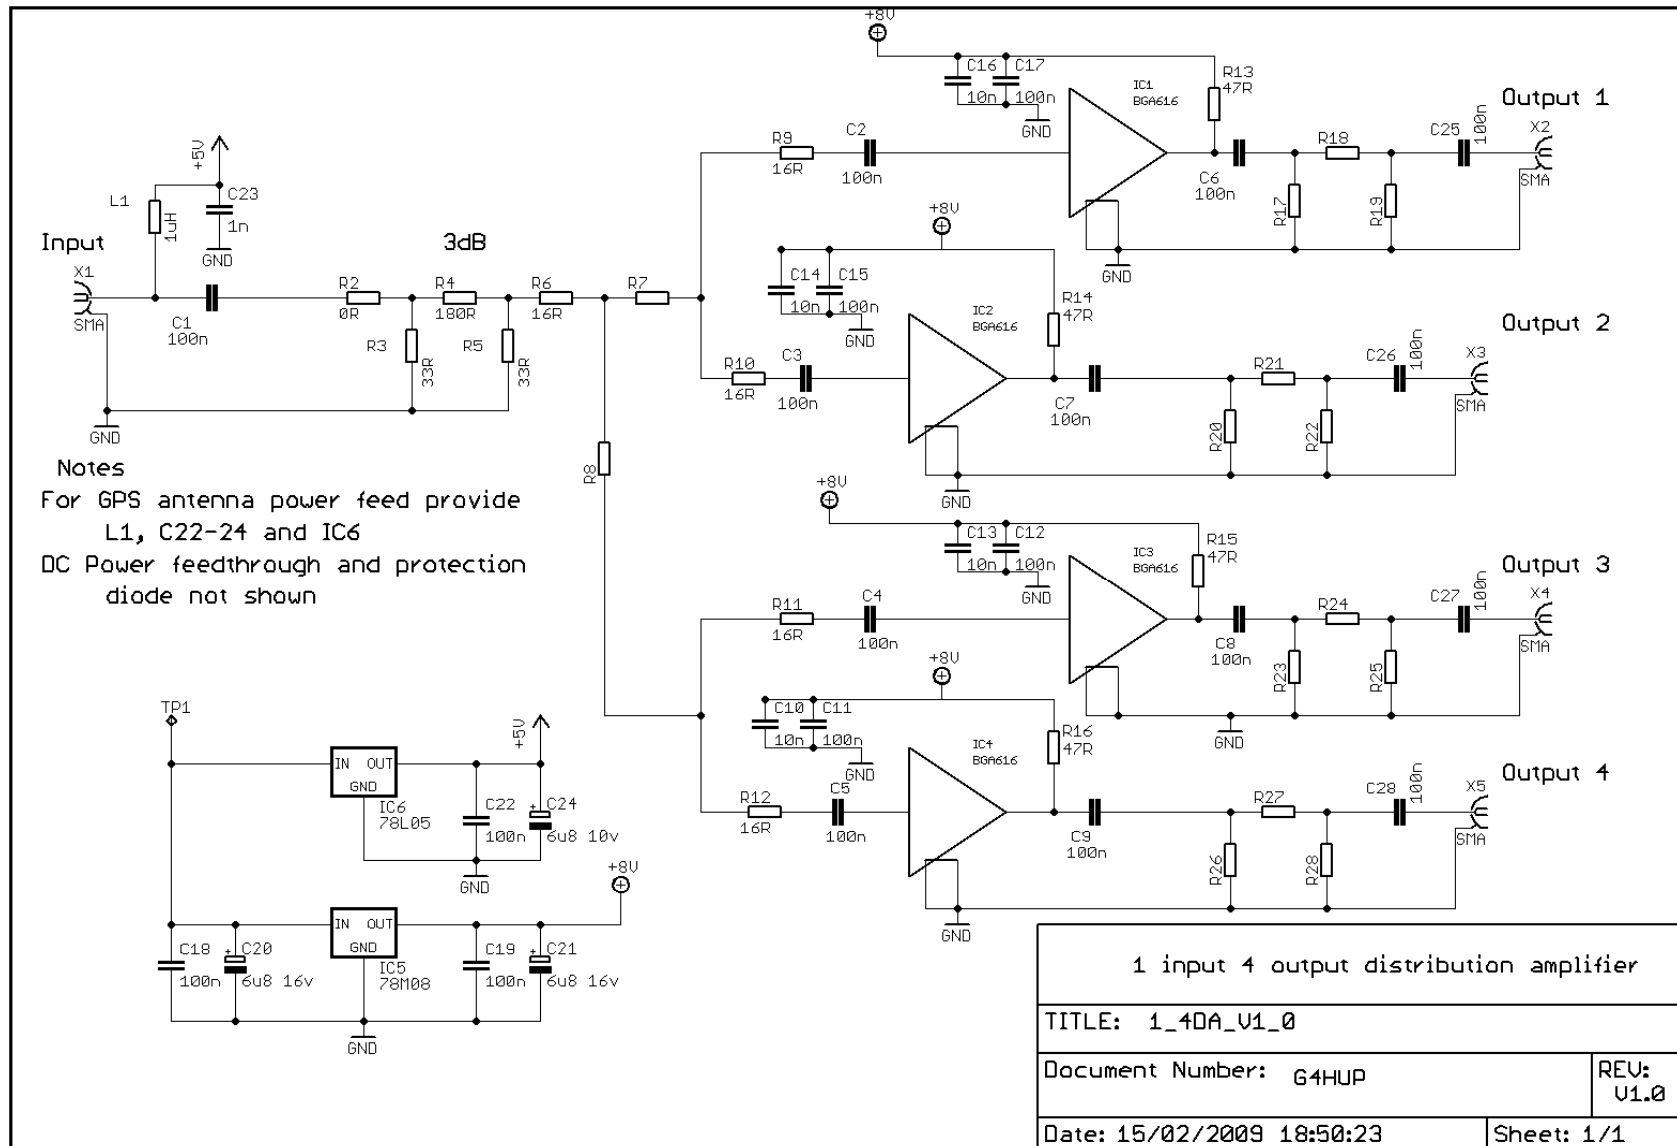 +8V
C16
C17
10n
100n
GND
IC1
BGA616
R13
47R
Output 1
R9
16R
C2
100n
C6
100n
R17
R18
R19
C25
100n
X2
SMA
GND
+5V
L1
1uH
C23
1n
GND
Input
X1
SMA
C1
100n
3dB
R2
0R
R4
180R
R6
16R
R7
R3
33R
R5
33R
GND
+8V
C14
C15
10n
100n
GND
IC2
BGA616
R14
47R
Output 2
R10
16R
C3
100n
C7
100n
R20
R21
R22
C26
100n
X3
SMA
GND
R8
Notes
For GPS antenna power feed provide
L1, C22-24 and IC6
DC Power feedthrough and protection
diode not shown
+8V
C13
C12
10n
100n
GND
IC3
BGA616
R15
47R
Output 3
R11
16R
C4
100n
C8
100n
R23
R24
R25
C27
100n
X4
SMA
GND
+8V
C10
C11
10n
100n
GND
IC4
BGA616
R16
47R
Output 4
R12
16R
C5
100n
C9
100n
R26
R27
R28
C28
100n
X5
SMA
GND
TP1
IN OUT
GND
IC6
78L05
C22
100n
C24
6u8 10v
+5V
GND
+8V
IN OUT
GND
IC5
78M08
C18
100n
C20
6u8 16v
C19
100n
C21
6u8 16v
GND
1 input 4 output distribution amplifier
TITLE: 1_4DA_V1_0
Document Number: G4HUP
REV:
V1.0
Date: 15/02/2009 18:50:23
Sheet: 1/1